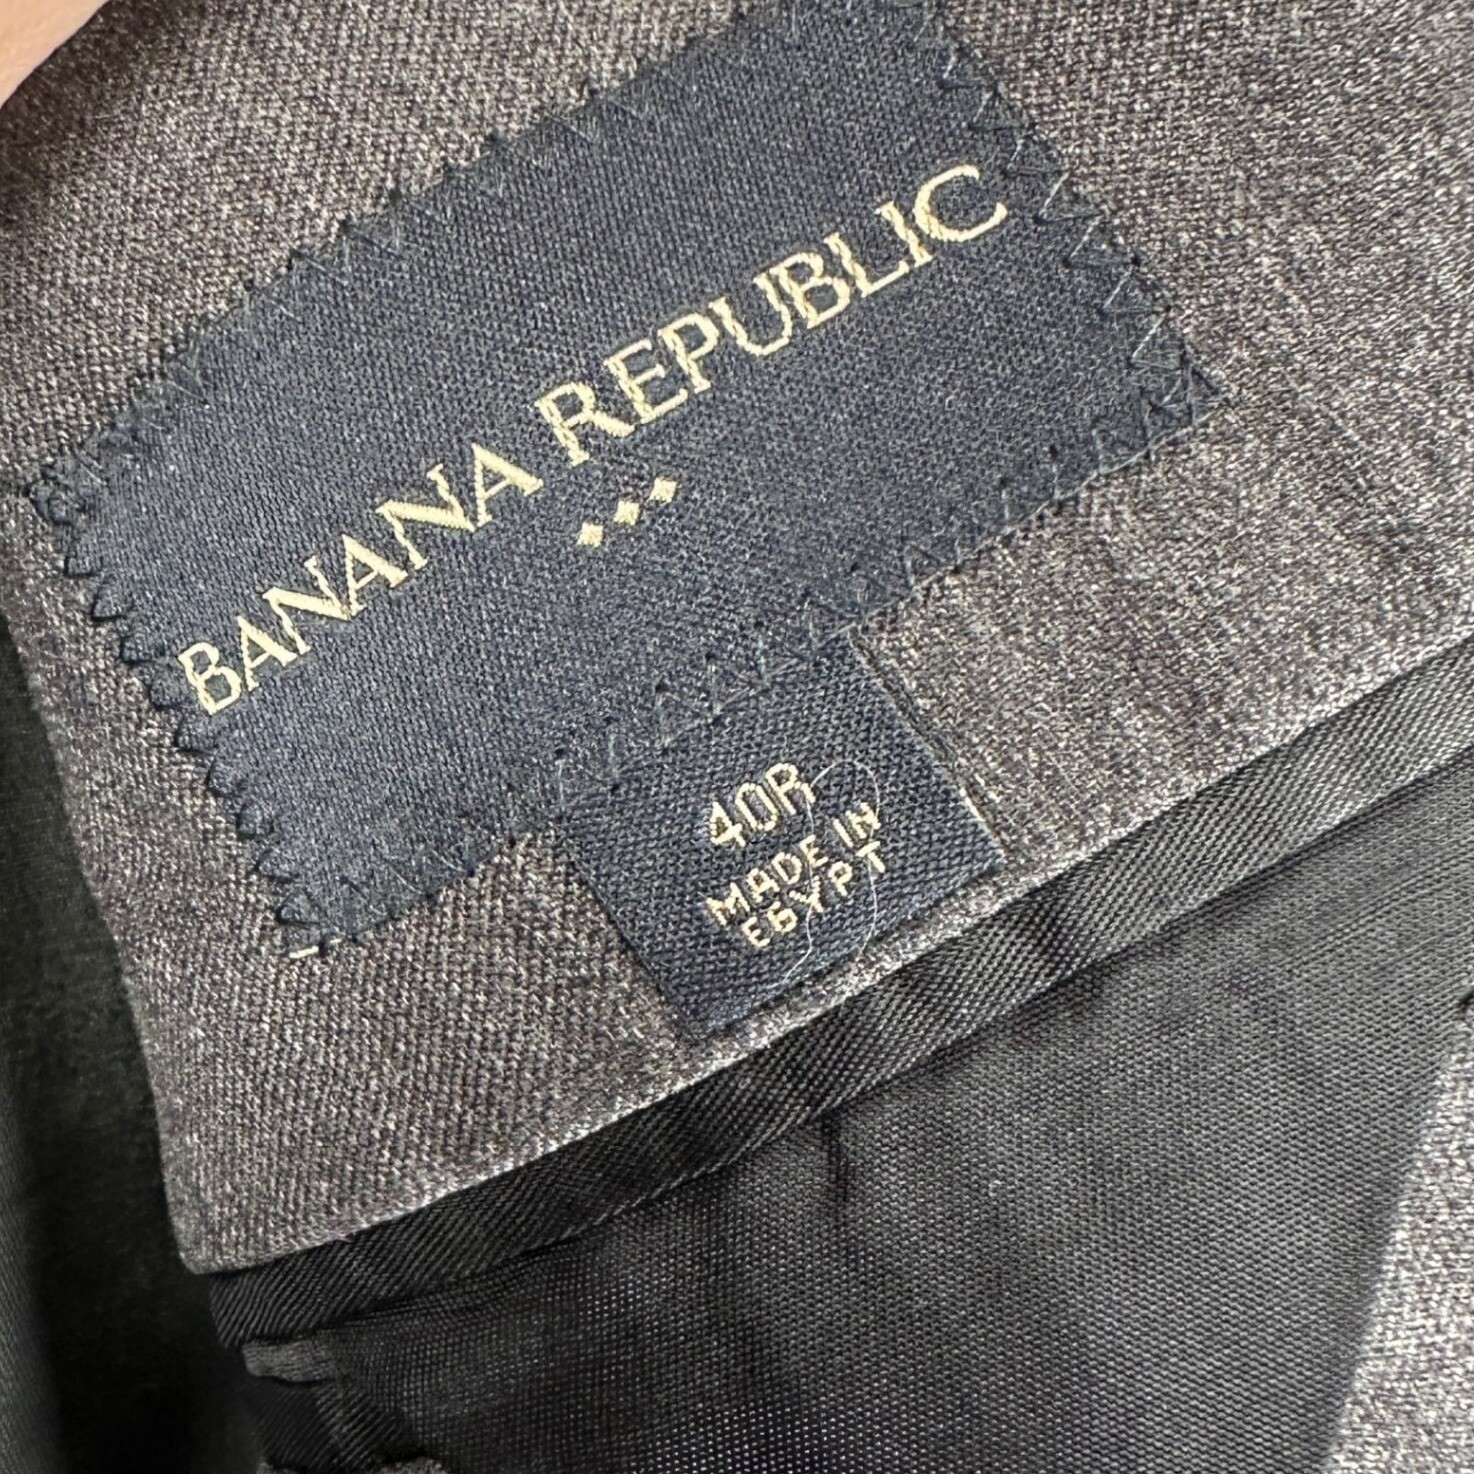 BANANA REPUBLIC
40R
MADE IN
EGYPT